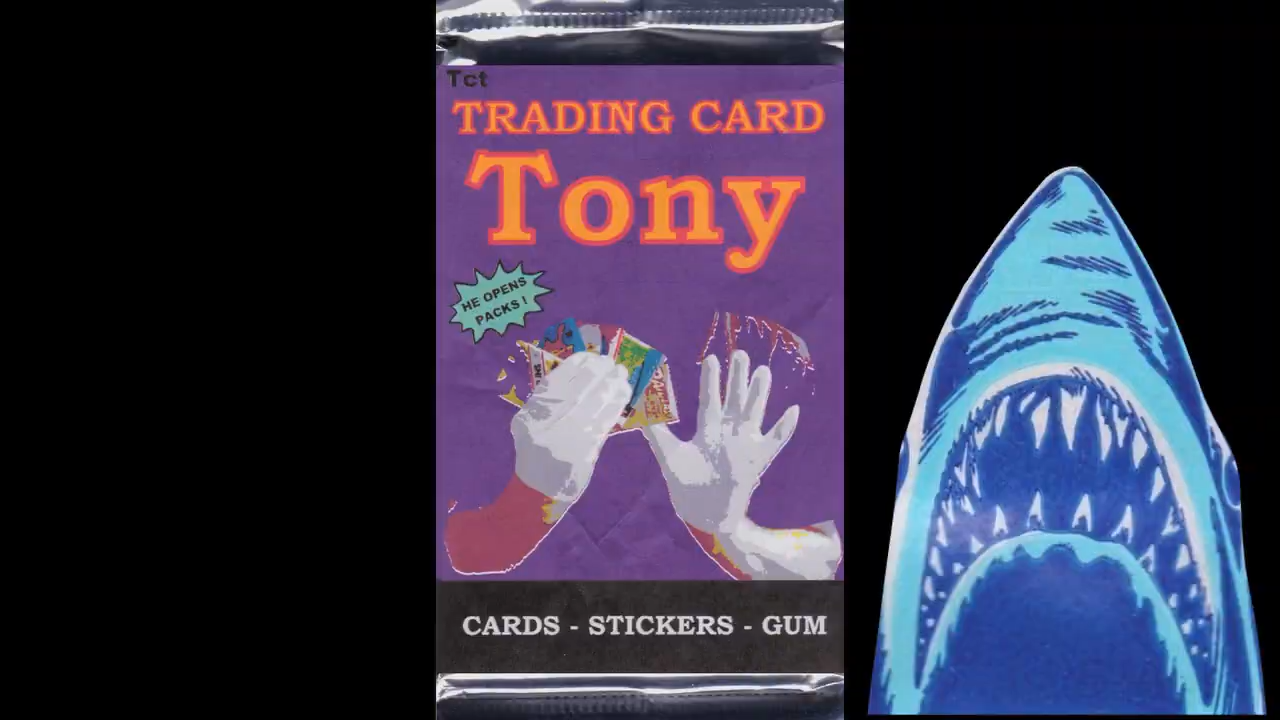 Tct
TRADING CARD
Tony
HE OPENS
PACKS!
CARDS - STICKERS - GUM